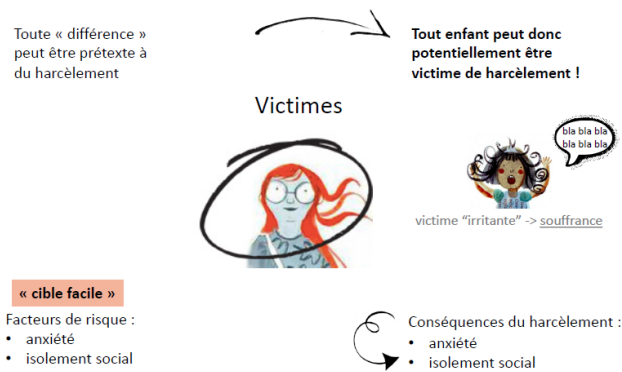 Toute « différence »
peut être prétexte à
du harcèlement
Tout enfant peut donc
potentiellement être
victime de harcèlement !
Victimes
bla bla bla
bla bla bla
victime "irritante" -> souffrance
« cible facile »
Facteurs de risque :
• anxiété
• isolement social
Conséquences du harcèlement :
• anxiété
• isolement social